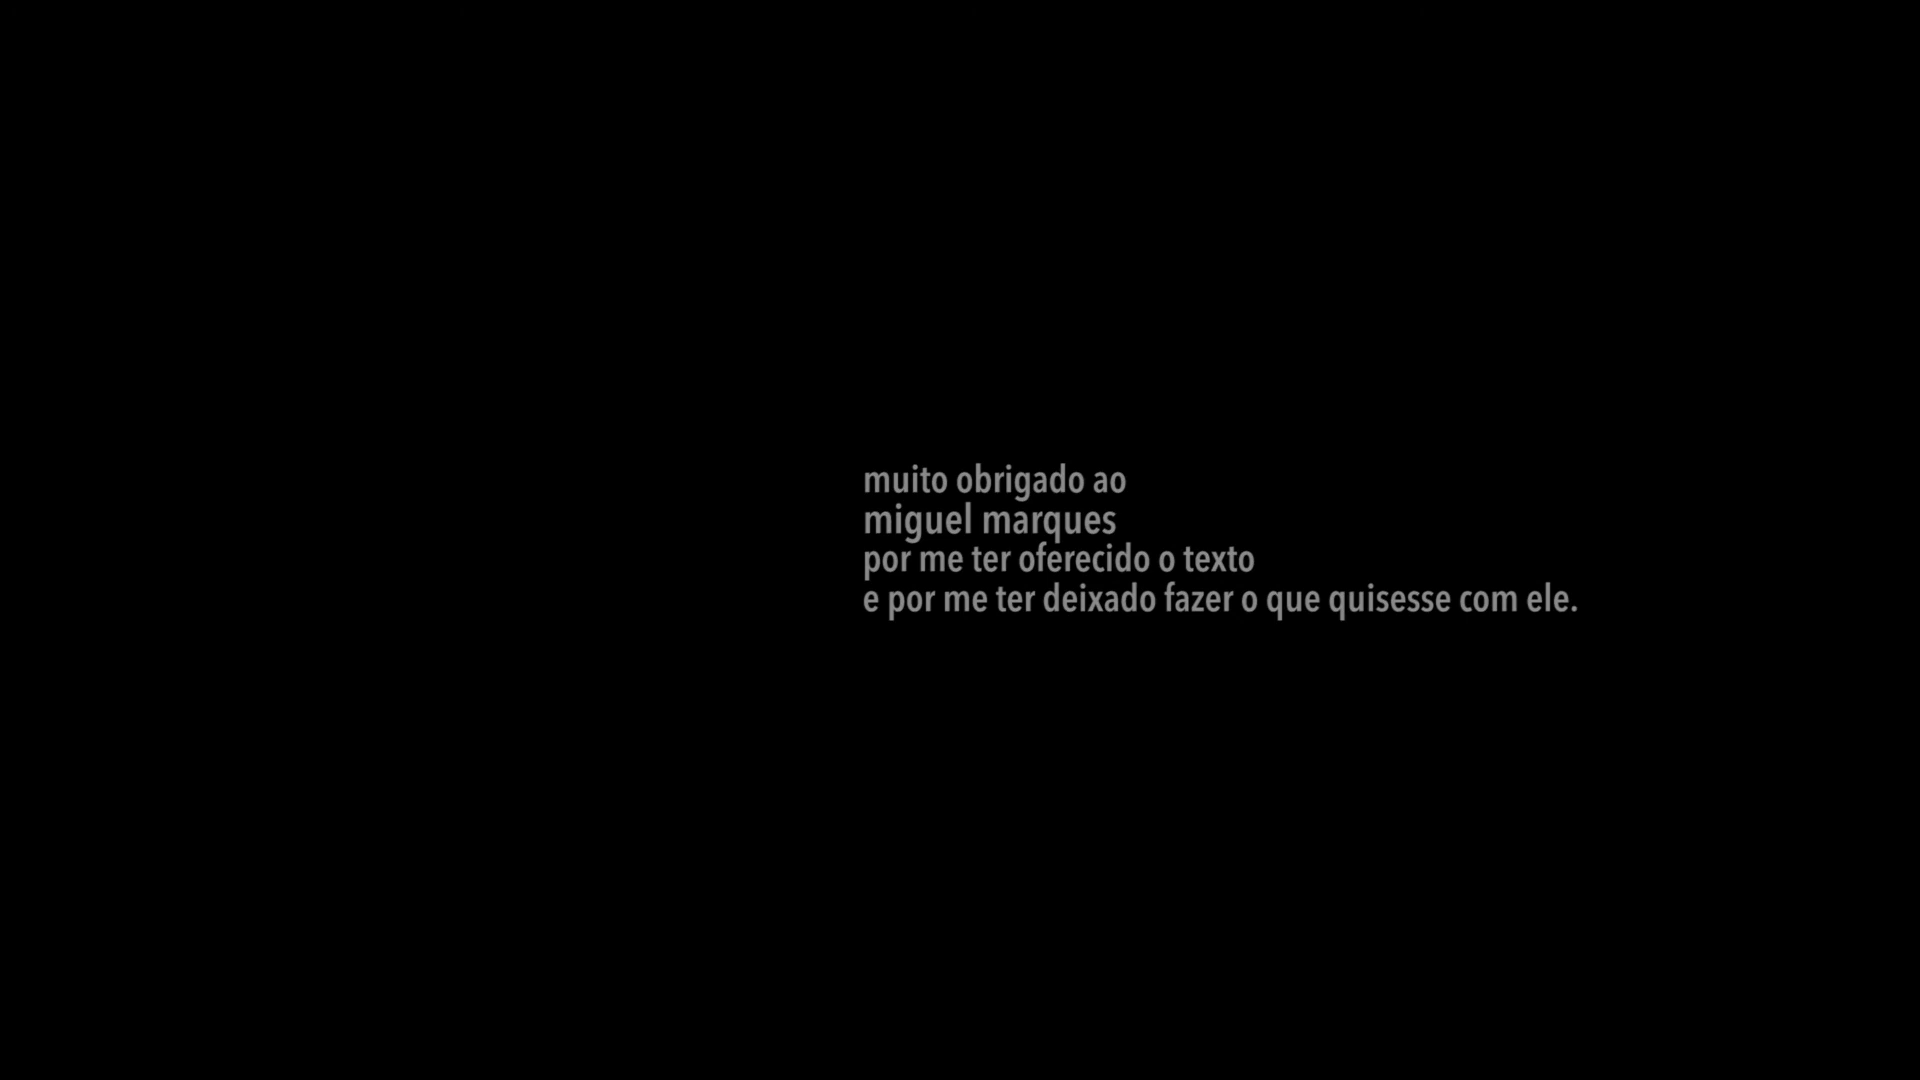 muito obrigado ao
miguel marques
por me ter oferecido o texto
e por me ter deixado fazer o que quisesse com ele.